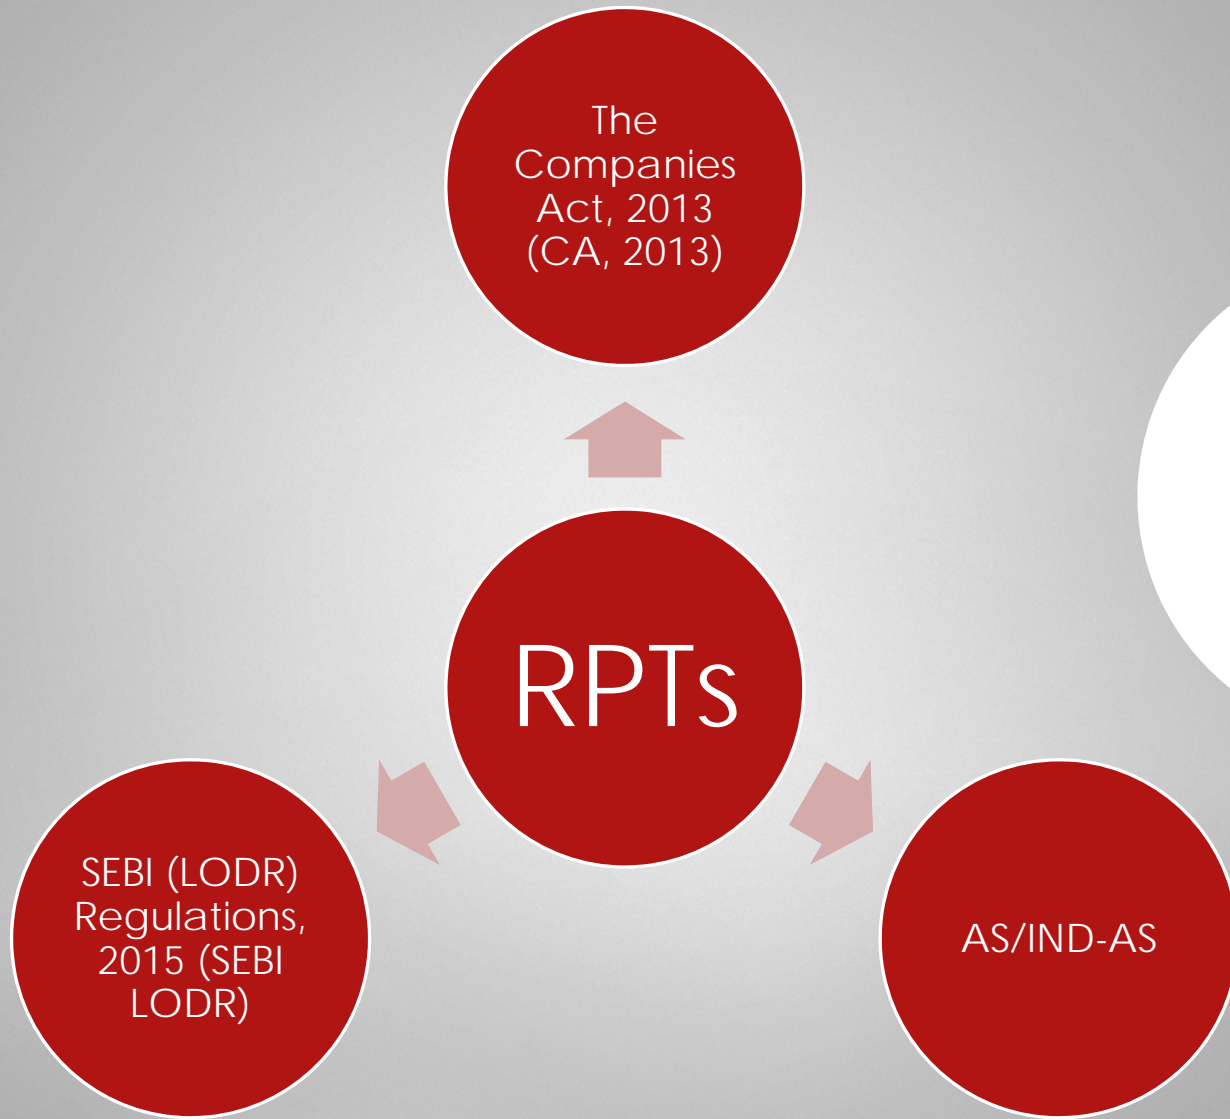 The
Companies
Act, 2013
(CA, 2013)
RPTs
SEBI (LODR)
Regulations,
2015 (SEBI
LODR)
AS/IND-AS